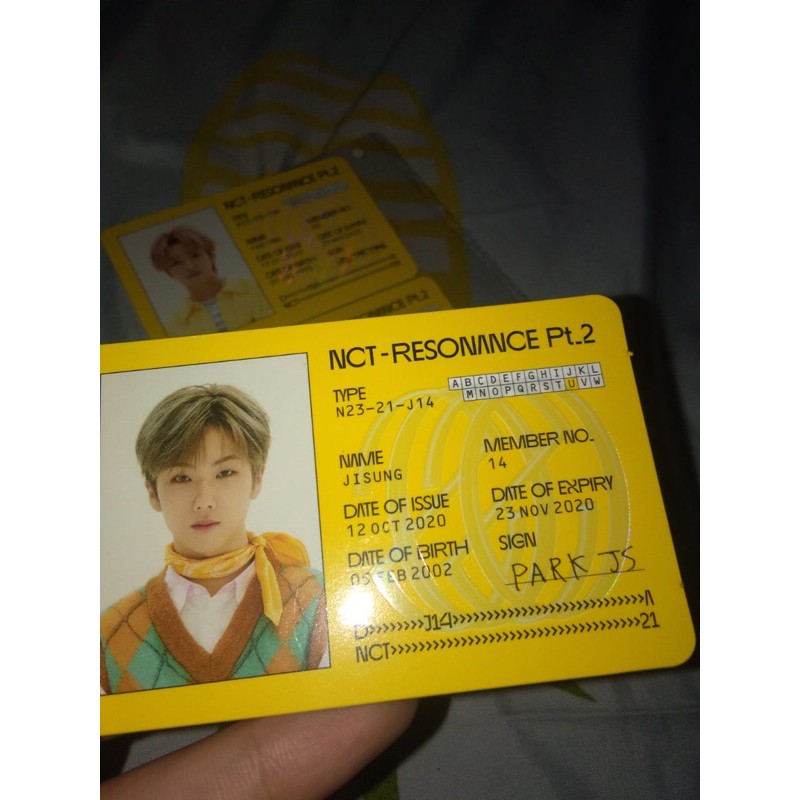 NCT-RESONANCE Pt.2
TYPE
NAME
NCT-RESONANCE Pt.2
TYPE
N23-21-J14
A B C D E F G H I J K L
M N O P Q R S T U V W
NAME
JISUNG
MEMBER NO.
14
DATE OF ISSUE
12 OCT 2020
DATE OF EXPIRY
23 NOV 2020
DATE OF BIRTH
05 FEB 2002
SIGN
PARK JS
D>>>>>>>J14>>>>>>>>>>>>>>>>>>>>>>>>>>>>/\
NCT>>>>>>>>>>>>>>>>>>>>>>>>>>>>>>>>>>>>21